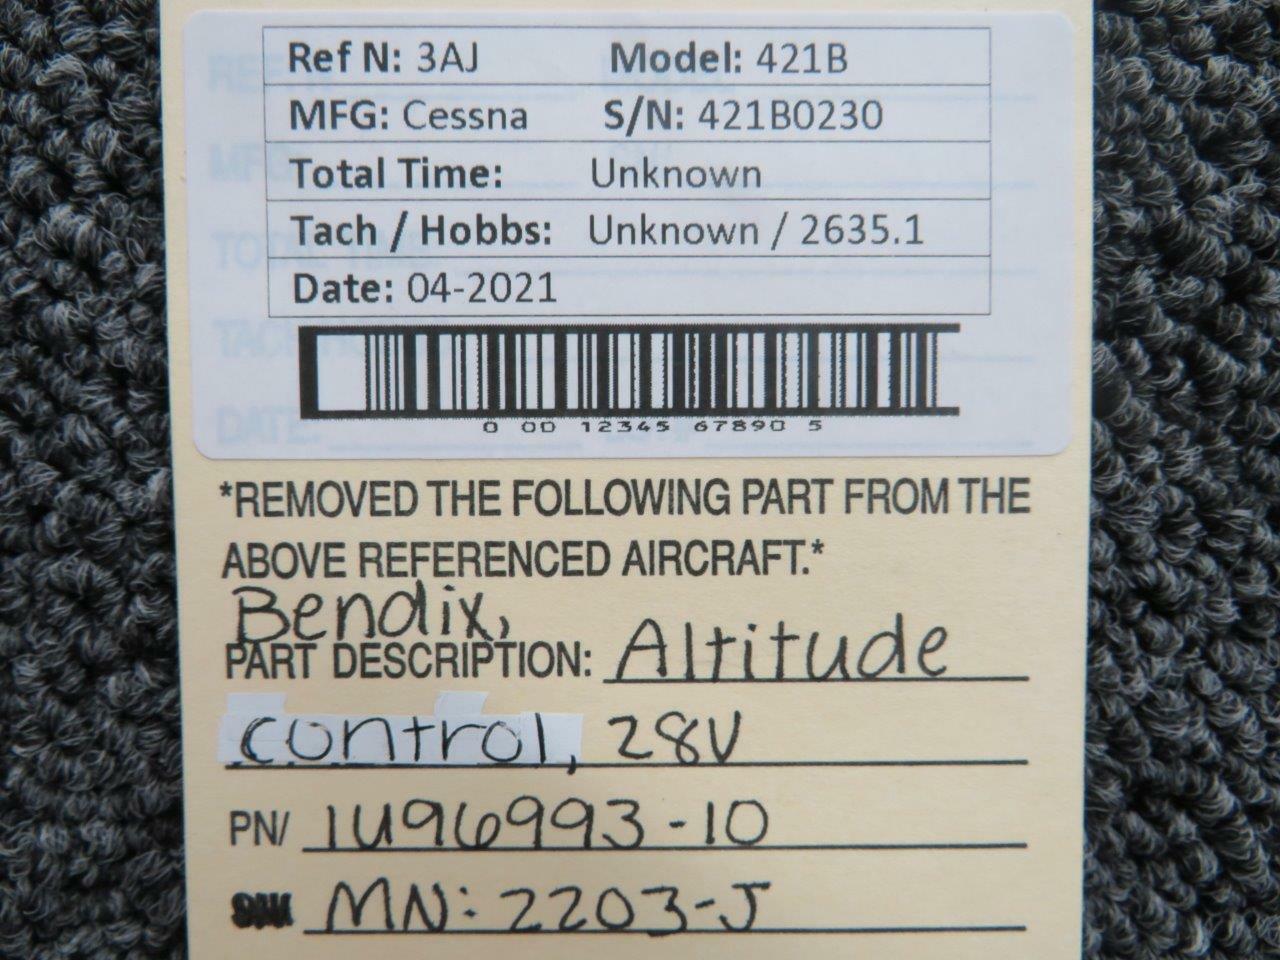 Ref N: 3AJ Model: 421B
MFG: Cessna S/N: 421B0230
Total Time: Unknown
Tach / Hobbs: Unknown / 2635.1
Date: 04-2021
0 00 12345 67890 5
*REMOVED THE FOLLOWING PART FROM THE
ABOVE REFERENCED AIRCRAFT.*
Bendix,
PART DESCRIPTION: Altitude
control, 28V
PN/ 1U96993-10
MN: 2203-J